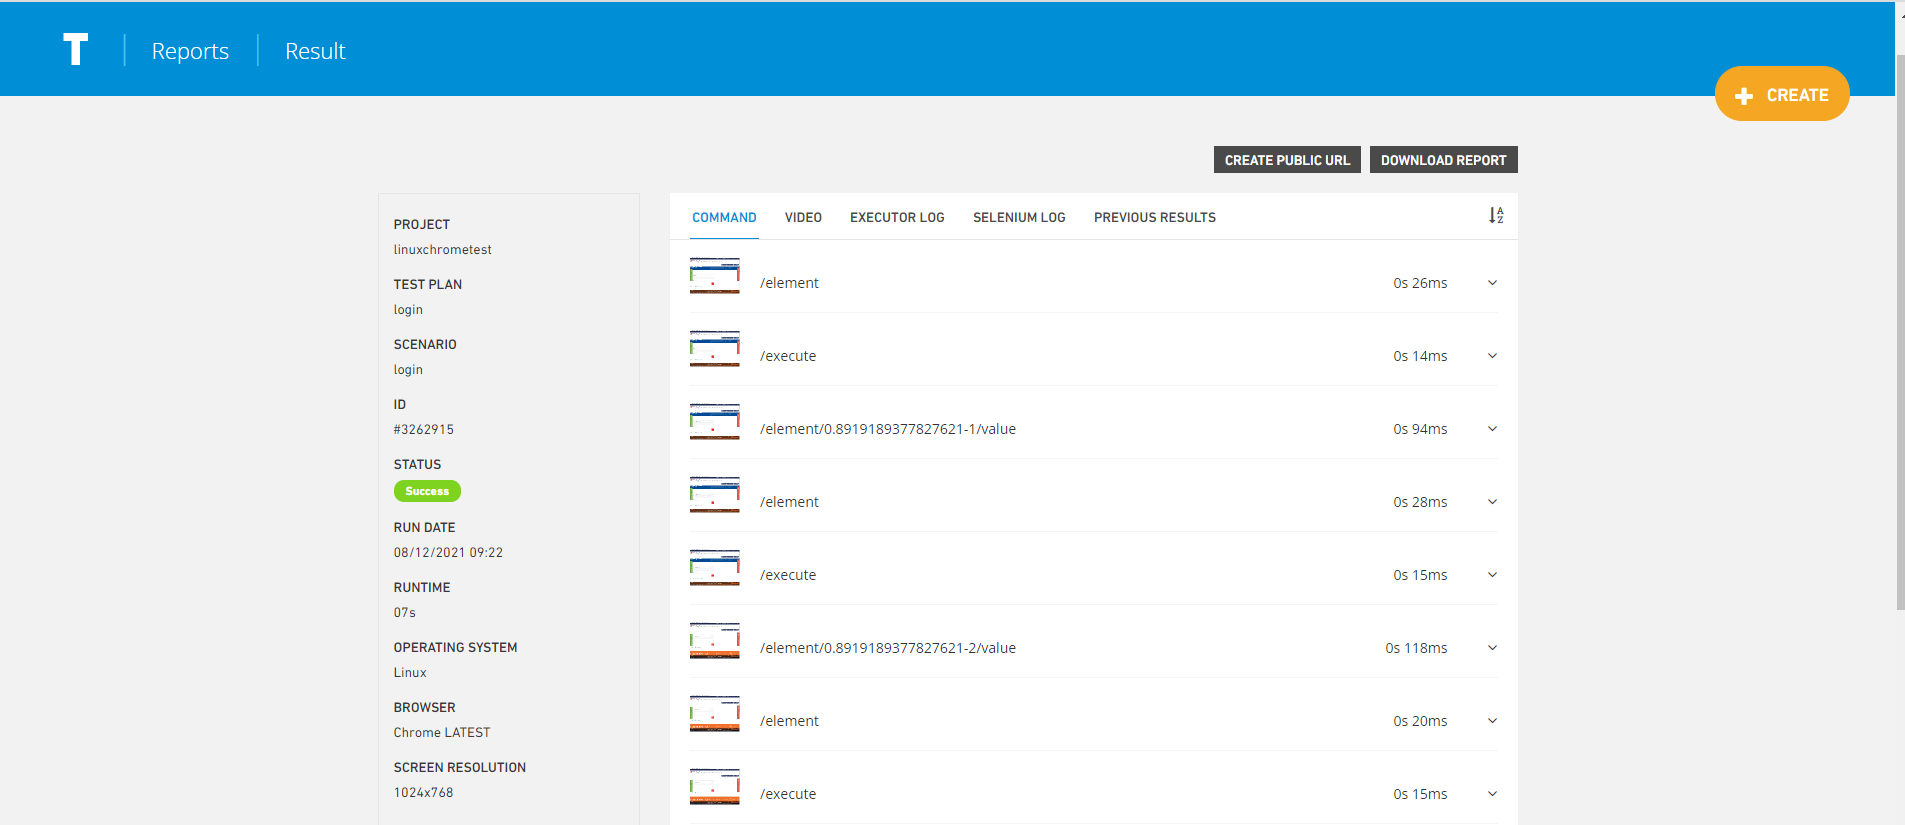 T
Reports
Result
CREATE
CREATE PUBLIC URL
DOWNLOAD REPORT
PROJECT
linuxchrometest
TEST PLAN
login
SCENARIO
login
ID
#3262915
STATUS
Success
RUN DATE
08/12/2021 09:22
RUNTIME
07s
OPERATING SYSTEM
Linux
BROWSER
Chrome LATEST
SCREEN RESOLUTION
1024x768
COMMAND VIDEO EXECUTOR LOG SELENIUM LOG PREVIOUS RESULTS
/element 0s 26ms
/execute 0s 14ms
/element/0.8919189377827621-1/value 0s 94ms
/element 0s 28ms
/execute 0s 15ms
/element/0.8919189377827621-2/value 0s 118ms
/element 0s 20ms
/execute 0s 15ms